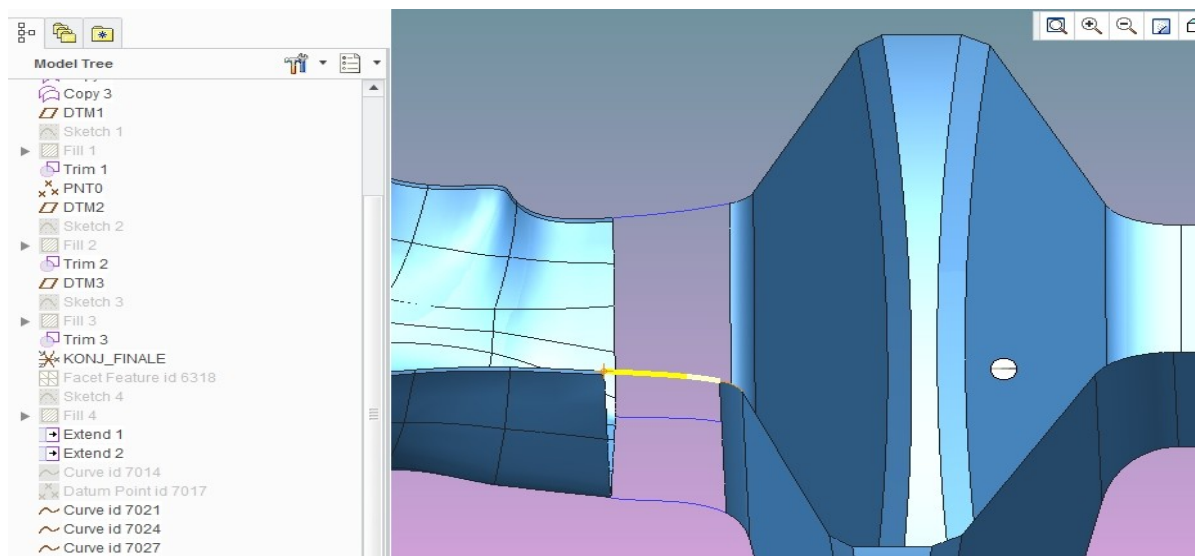 Model Tree
Copy 3
DTM1
Sketch 1
Fill 1
Trim 1
PNT0
DTM2
Sketch 2
Fill 2
Trim 2
DTM3
Sketch 3
Fill 3
Trim 3
KONJ_FINALE
Facet Feature id 6318
Sketch 4
Fill 4
Extend 1
Extend 2
Curve id 7014
Datum Point id 7017
Curve id 7021
Curve id 7024
Curve id 7027